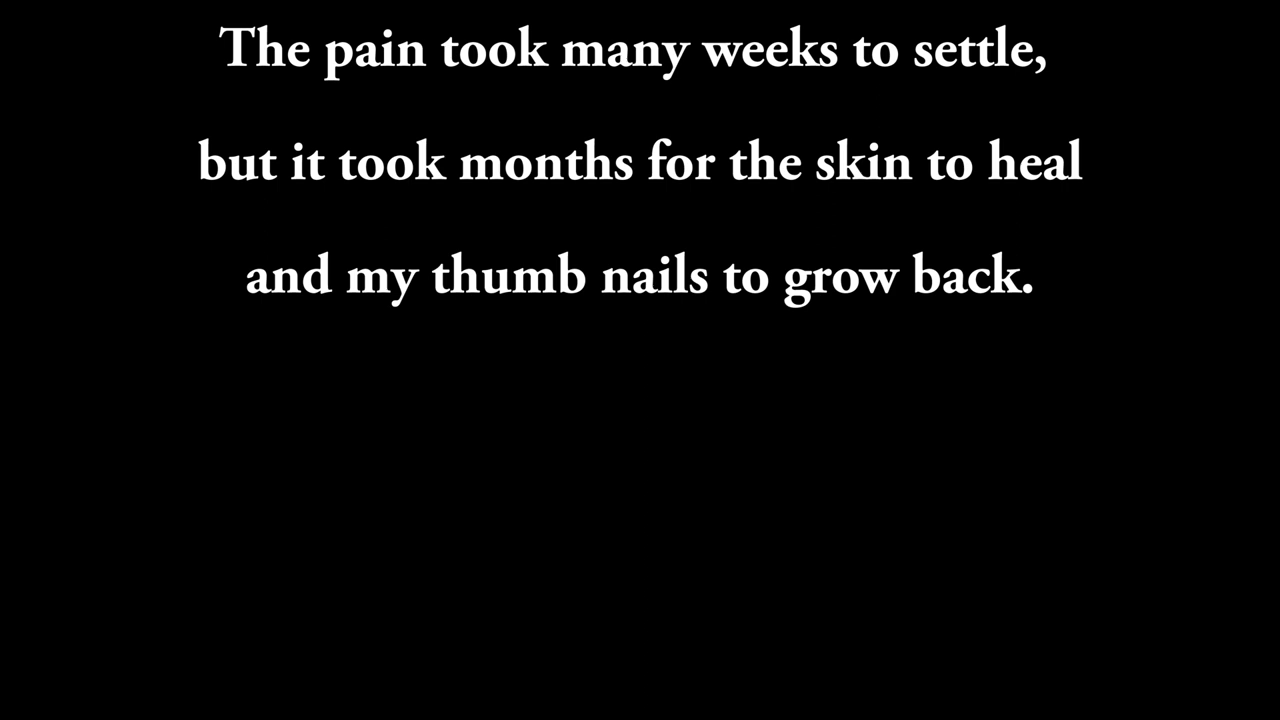 The pain took many weeks to settle,
but it took months for the skin to heal
and my thumb nails to grow back.